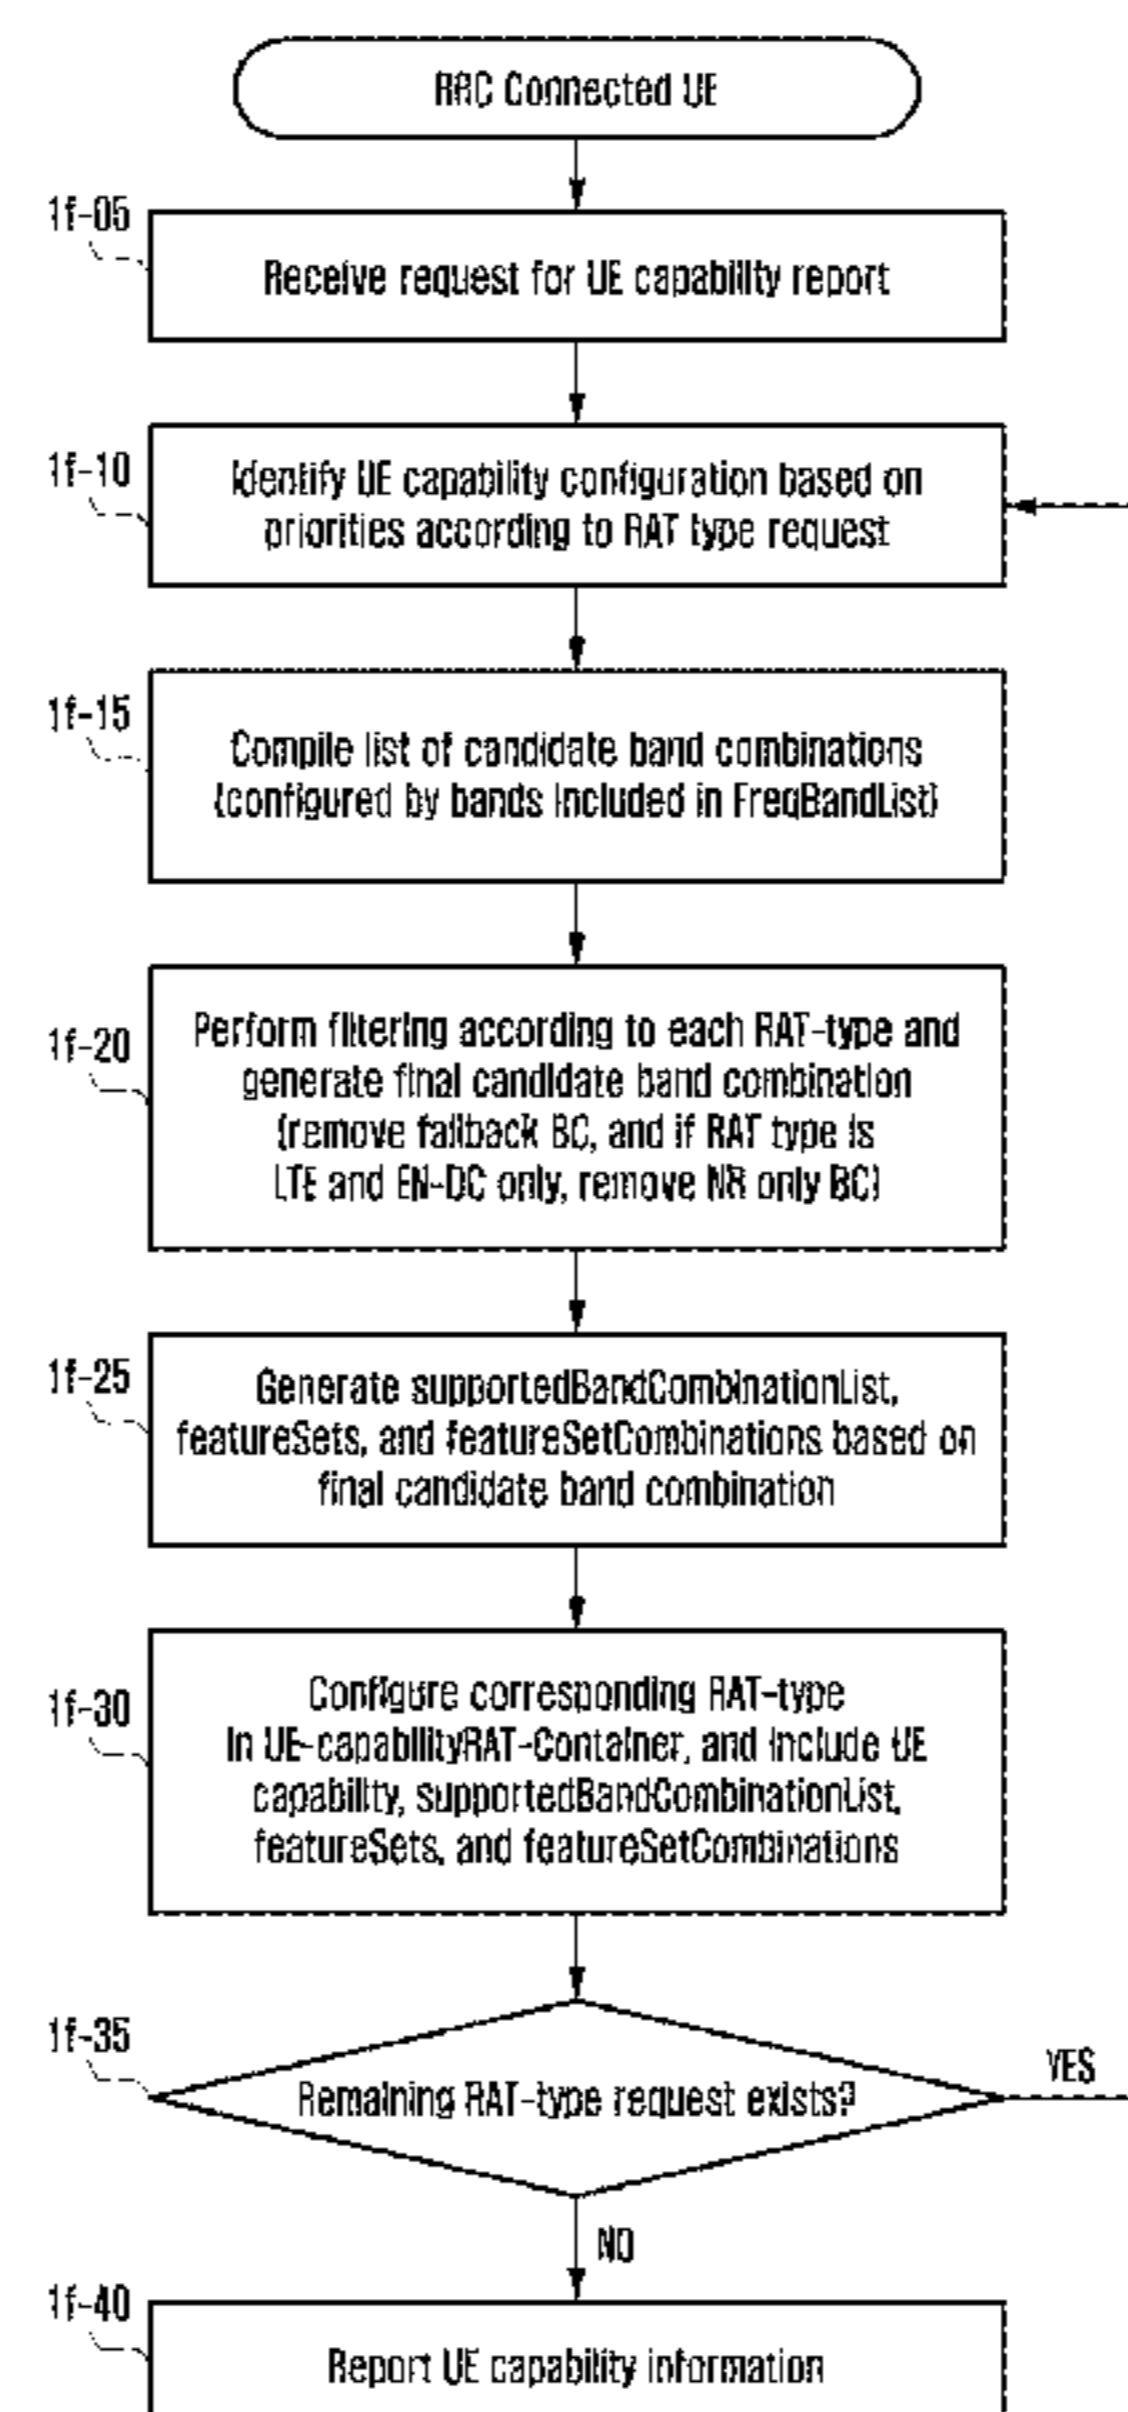 RRC Connected UE
1f-05
Receive request for UE capability report
1f-10
Identify UE capability configuration based on
priorities according to RAT type request
1f-15
Compile list of candidate band combinations
(configured by bands included in FreqBandList)
1f-20
Perform filtering according to each RAT-type and
generate final candidate band combination
(remove fallback BC, and if RAT type is
LTE and EN-DC only, remove NR only BC)
1f-25
Generate supportedBandCombinationList,
featureSets, and featureSetCombinations based on
final candidate band combination
1f-30
Configure corresponding RAT-type
in UE-capabilityRAT-Container, and include UE
capability, supportedBandCombinationList,
featureSets, and featureSetCombinations
1f-35
Remaining RAT-type request exists?
YES
NO
1f-40
Report UE capability information